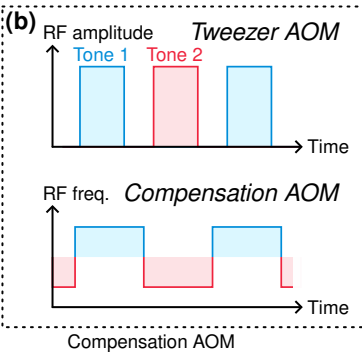 (b)
RF amplitude
Tweezer AOM
Tone 1
Tone 2
Time
RF freq.
Compensation AOM
Time
Compensation AOM